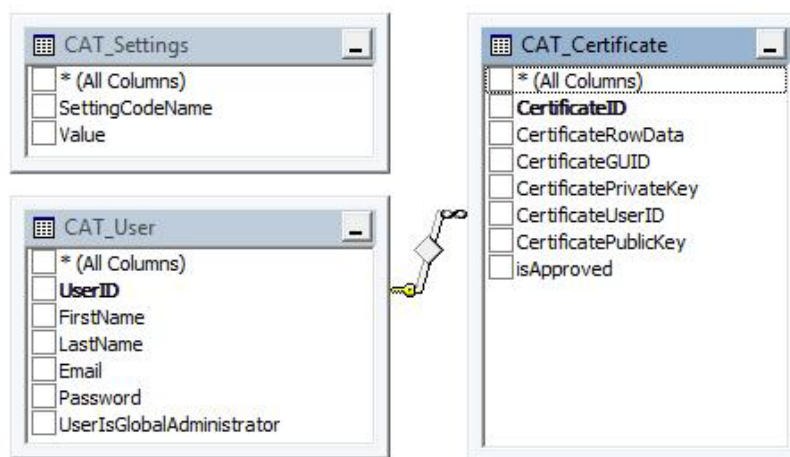 CAT_Settings
* (All Columns)
SettingCodeName
Value
CAT_User
* (All Columns)
UserID
FirstName
LastName
Email
Password
UserIsGlobalAdministrator
CAT_Certificate
* (All Columns)
CertificateID
CertificateRowData
CertificateGUID
CertificatePrivateKey
CertificateUserID
CertificatePublicKey
isApproved